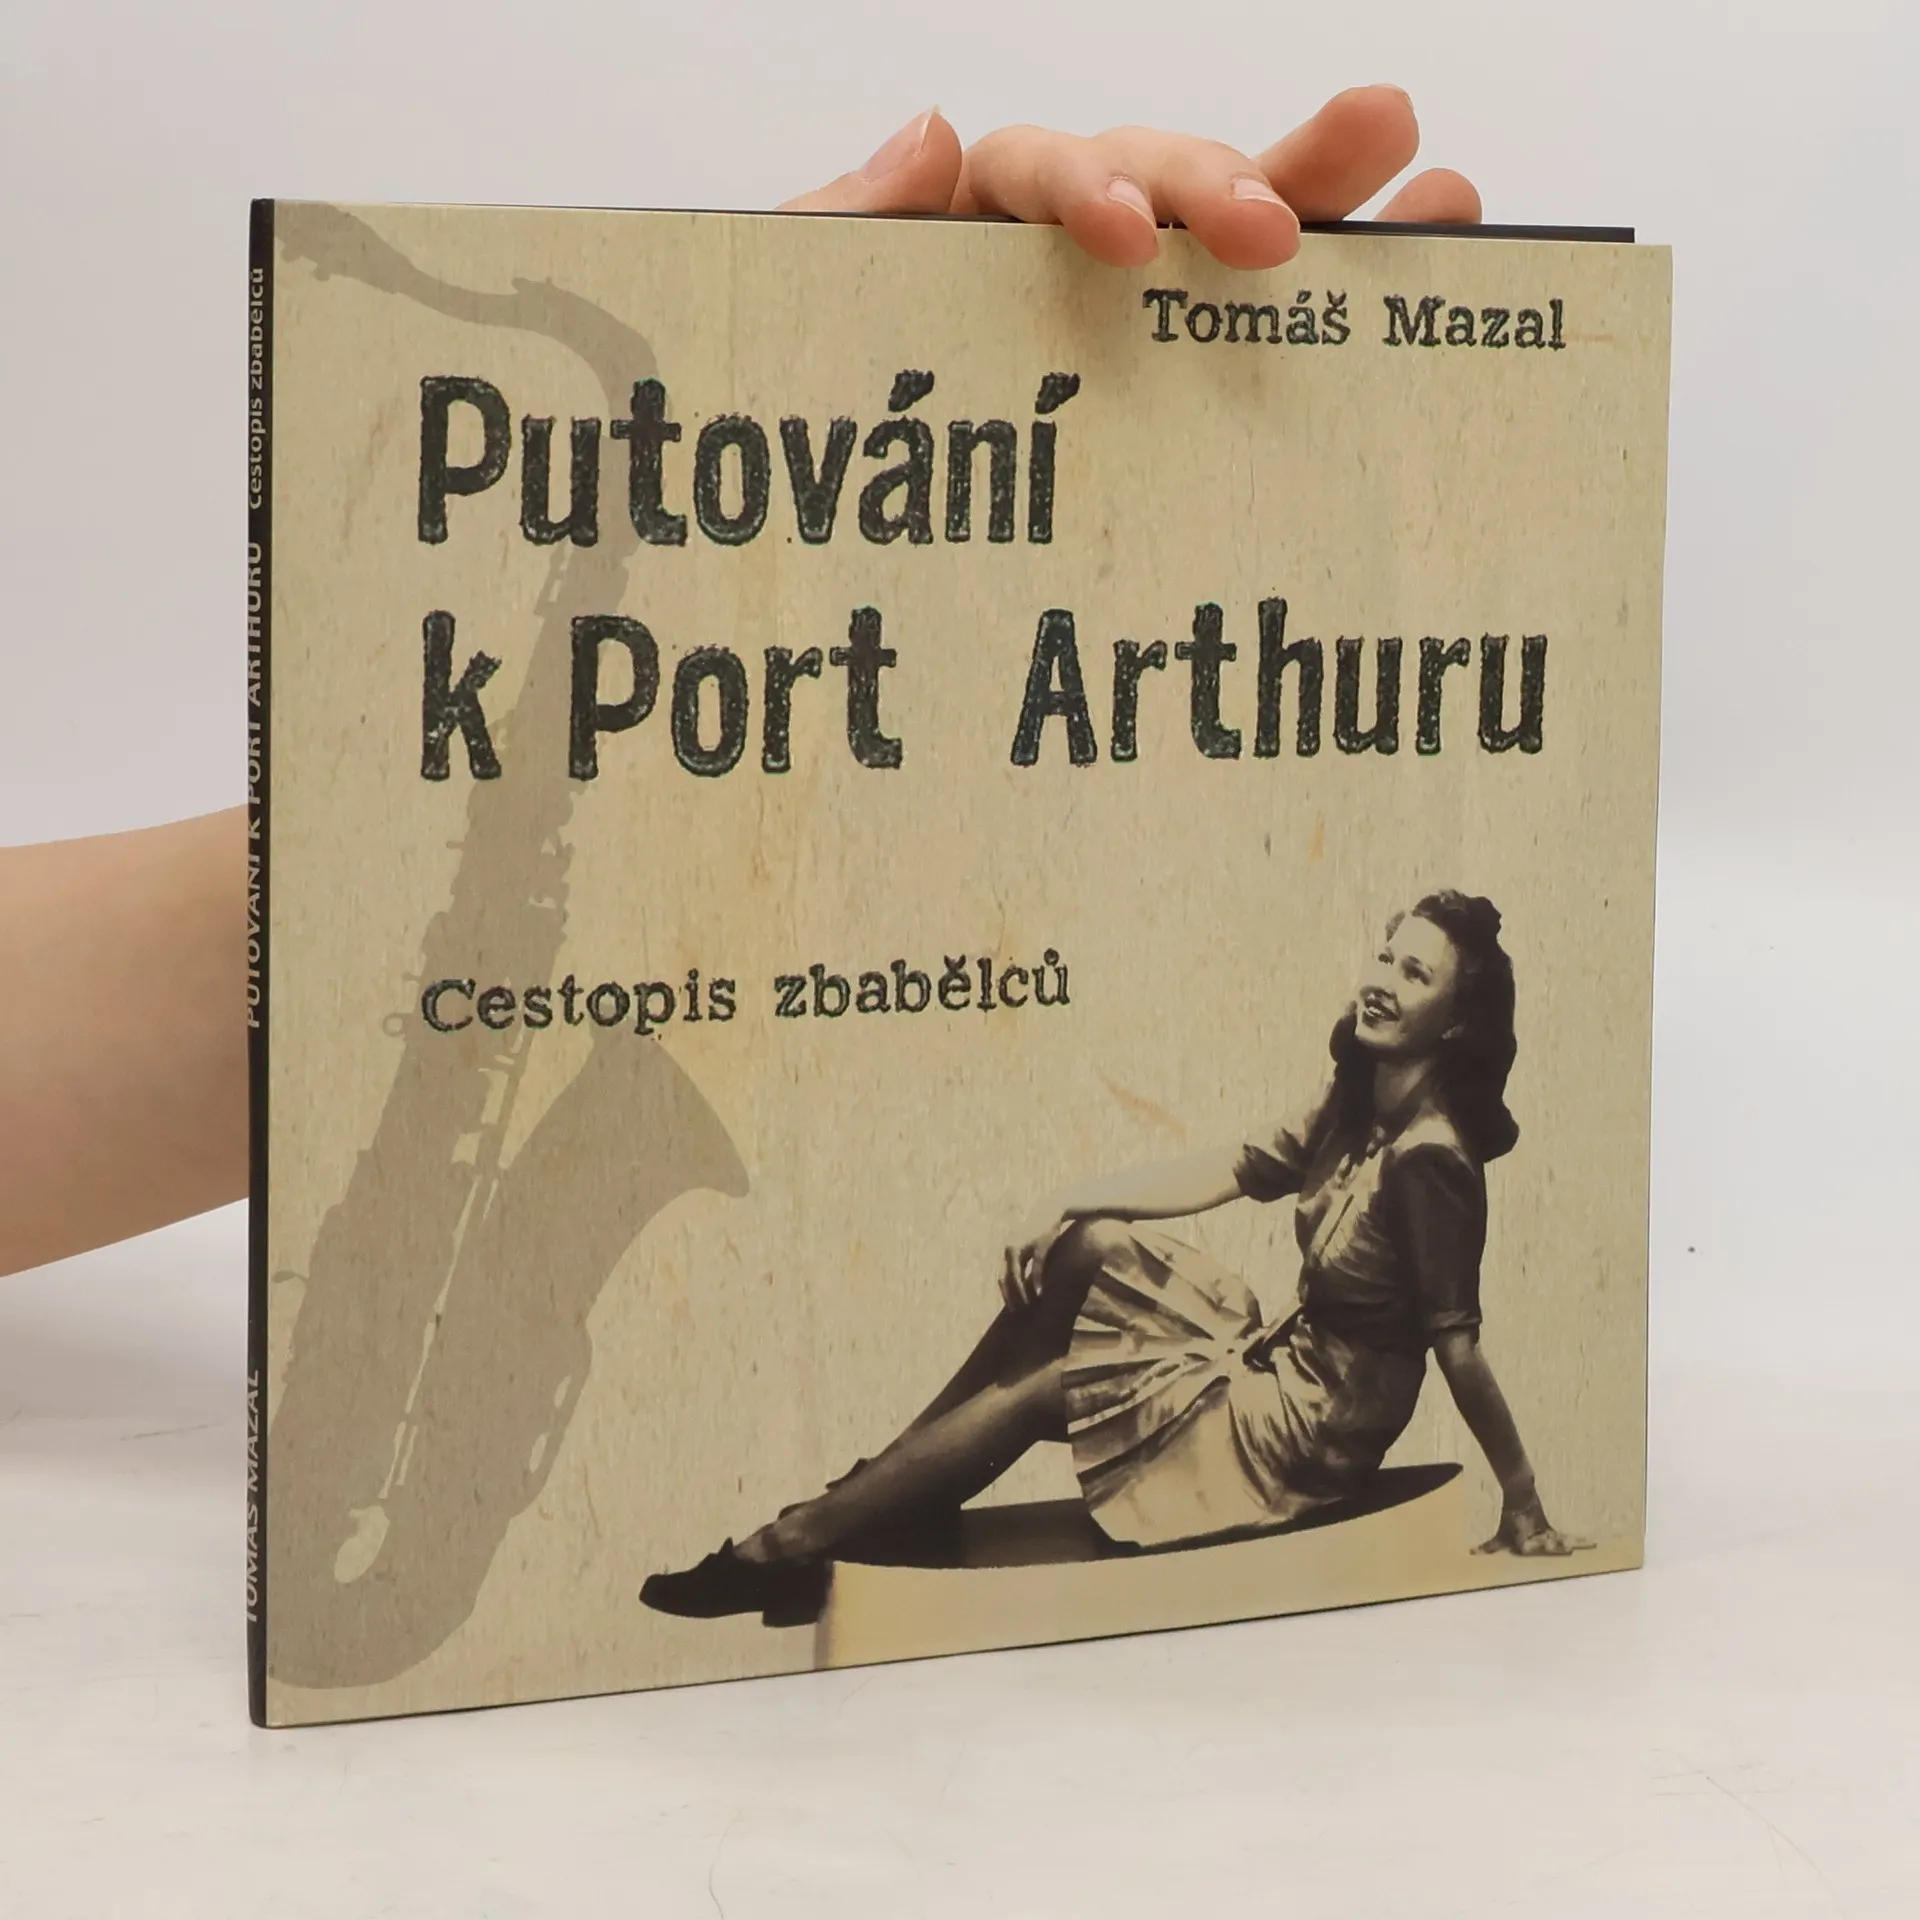 Tomáš Mazal
Putování
k Port Arthuru
Cestopis zbabělců
TOMÁŠ MAZAL PUTOVÁNÍ K PORT ARTHURU Cestopis zbabělců